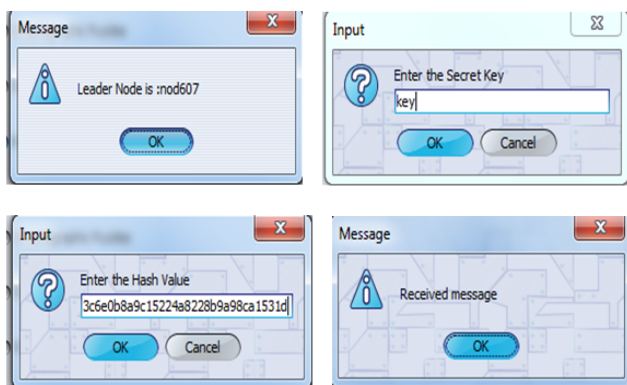 Message
Leader Node is :nod607
OK
Input
Enter the Secret Key
key
OK
Cancel
Input
Enter the Hash Value
3c6e0b8a9c15224a8228b9a98ca1531d
OK
Cancel
Message
Received message
OK